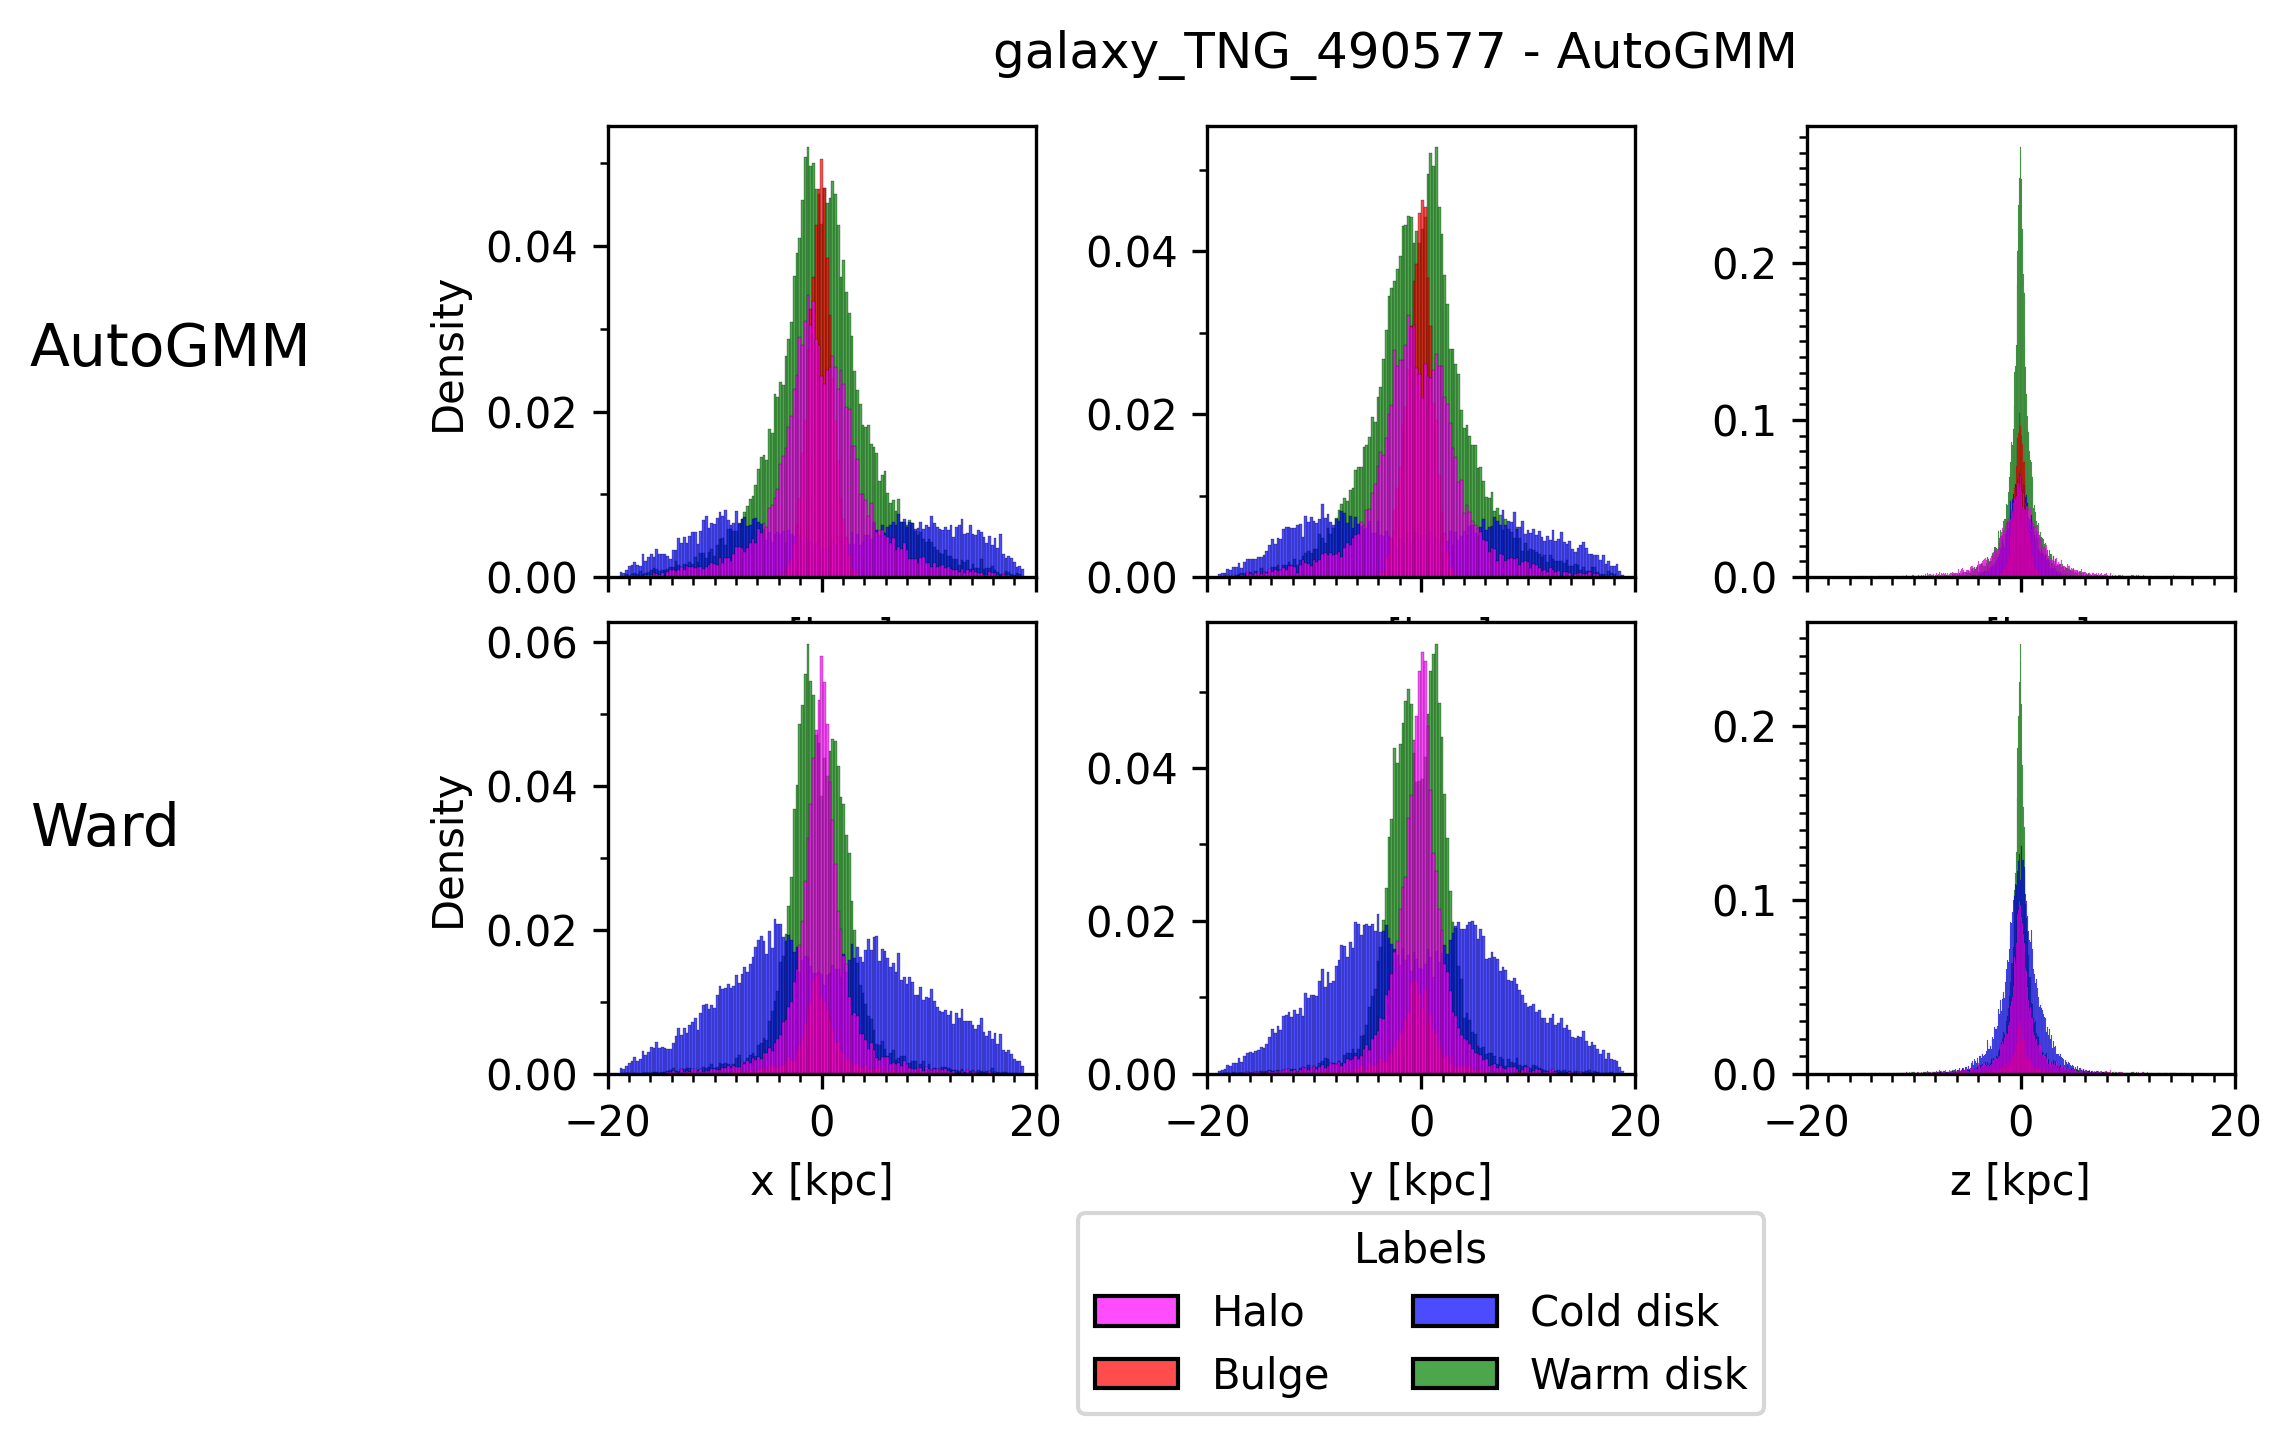 galaxy_TNG_490577 - AutoGMM
AutoGMM
Density
0.04
0.02
0.00
0.04
0.02
0.00
0.2
0.1
0.0
Ward
Density
0.06
0.04
0.02
0.00
−20
0
20
x [kpc]
0.04
0.02
0.00
−20
0
20
y [kpc]
0.2
0.1
0.0
−20
0
20
z [kpc]
Labels
Halo
Cold disk
Bulge
Warm disk